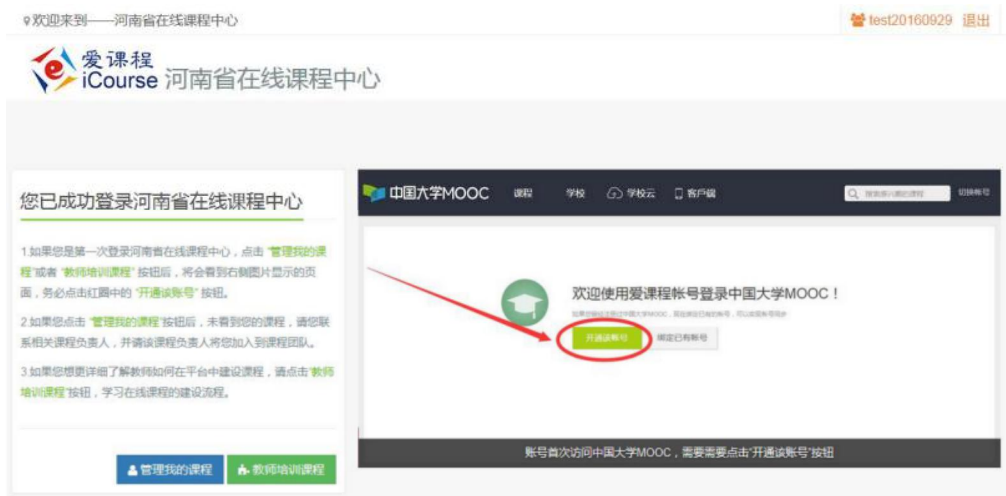 欢迎来到——河南省在线课程中心
test20160929 退出
爱课程
iCourse 河南省在线课程中心
您已成功登录河南省在线课程中心
1.如果您是第一次登录河南省在线课程中心，点击 "管理我的课
程"或者 "教师培训课程" 按钮后，将会看到右侧图片显示的页
面，务必点击红圈中的 "开通该账号" 按钮。
2.如果您点击 "管理我的课程"按钮后，未看到您的课程，请您联
系相关课程负责人，并请该课程负责人将您加入到课程团队。
3.如果您想更详细了解教师如何在平台中建设课程，请点击"教师
培训课程"按钮，学习在线课程的建设流程。
管理我的课程 教师培训课程
中国大学MOOC 课程 学校 学校云 客户端 搜索感兴趣的课程 切换帐号
欢迎使用爱课程帐号登录中国大学MOOC！
开通该帐号 绑定已有帐号
账号首次访问中国大学MOOC，需要需要点击"开通该账号"按钮